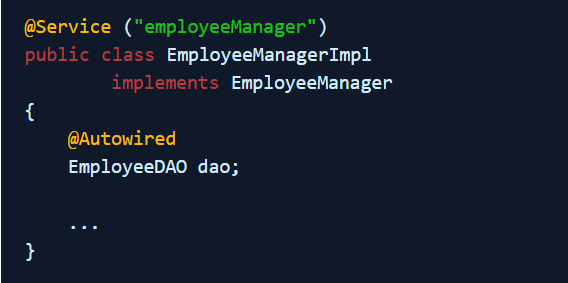 @Service ("employeeManager")
public class EmployeeManagerImpl
        implements EmployeeManager
{
    @Autowired
    EmployeeDAO dao;

    ...
}